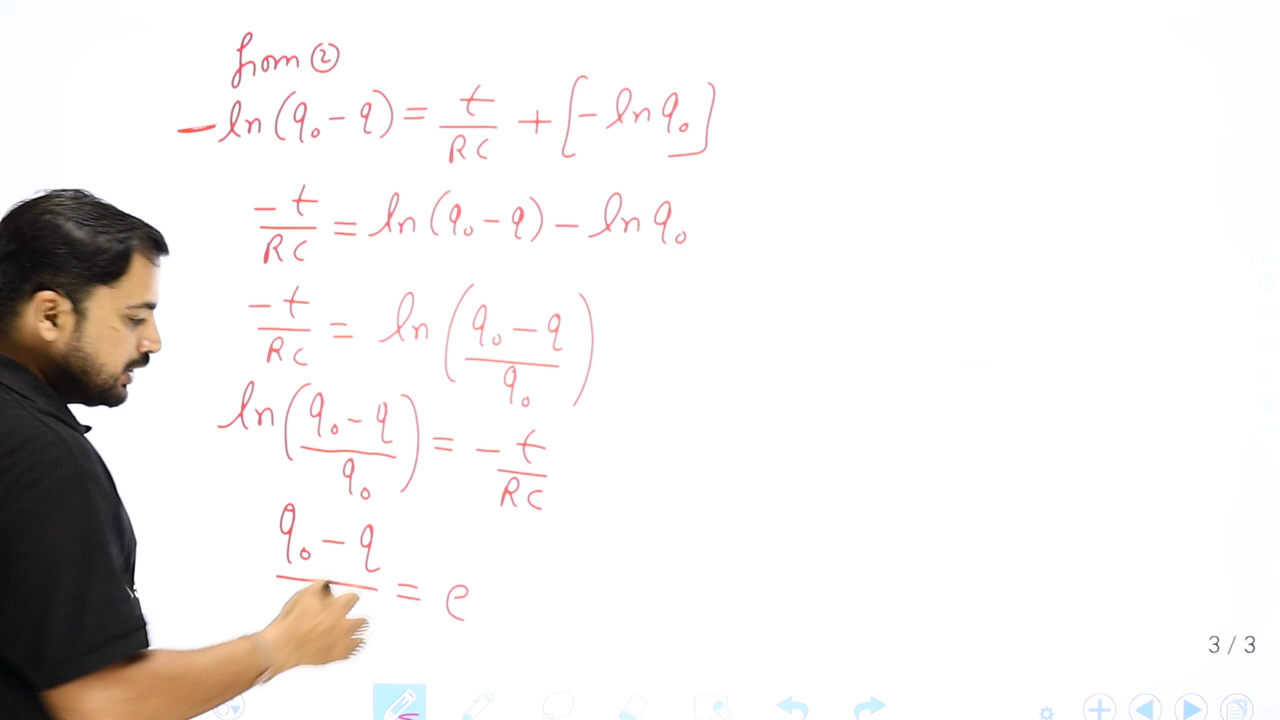 from ②
- ln(q₀ - q) = t/RC + [- ln q₀]
-t/RC = ln(q₀ - q) - ln q₀
-t/RC = ln((q₀ - q)/q₀)
ln((q₀ - q)/q₀) = - t/RC
q₀ - q = e
3 / 3